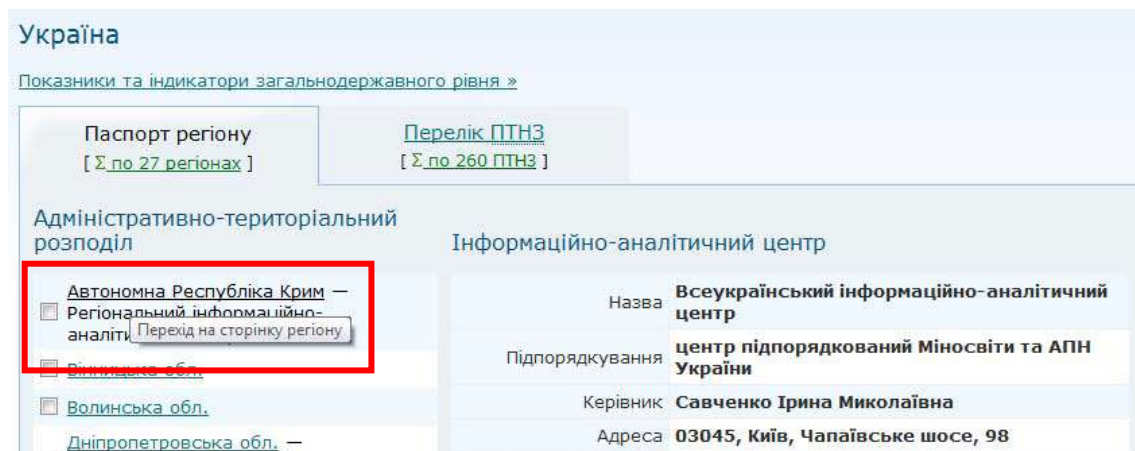 Україна
Показники та індикатори загальнодержавного рівня »
Паспорт регіону
[ Σ по 27 регіонах ]
Перелік ПТНЗ
[ Σ по 260 ПТНЗ ]
Адміністративно-територіальний
розподіл
Автономна Республіка Крим —
Регіональний інформаційно-
Перехід на сторінку регіону
Вінницька обл.
Волинська обл.
Дніпропетровська обл. —
Інформаційно-аналітичний центр
Назва Всеукраїнський інформаційно-аналітичний
центр
Підпорядкування центр підпорядкований Міносвіти та АПН
України
Керівник Савченко Ірина Миколаївна
Адреса 03045, Київ, Чапаївське шосе, 98